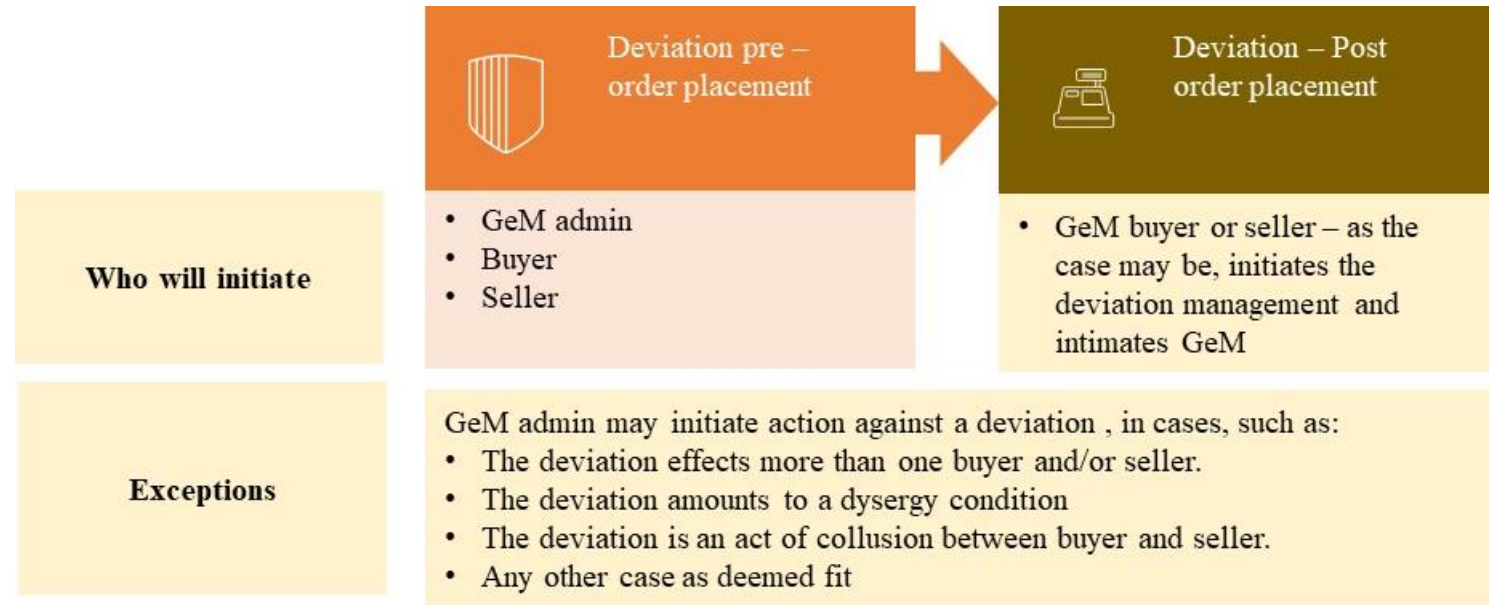 Deviation pre –
order placement
Deviation – Post
order placement
Who will initiate
• GeM admin
• Buyer
• Seller
• GeM buyer or seller – as the
case may be, initiates the
deviation management and
intimates GeM
Exceptions
GeM admin may initiate action against a deviation , in cases, such as:
• The deviation effects more than one buyer and/or seller.
• The deviation amounts to a dysergy condition
• The deviation is an act of collusion between buyer and seller.
• Any other case as deemed fit